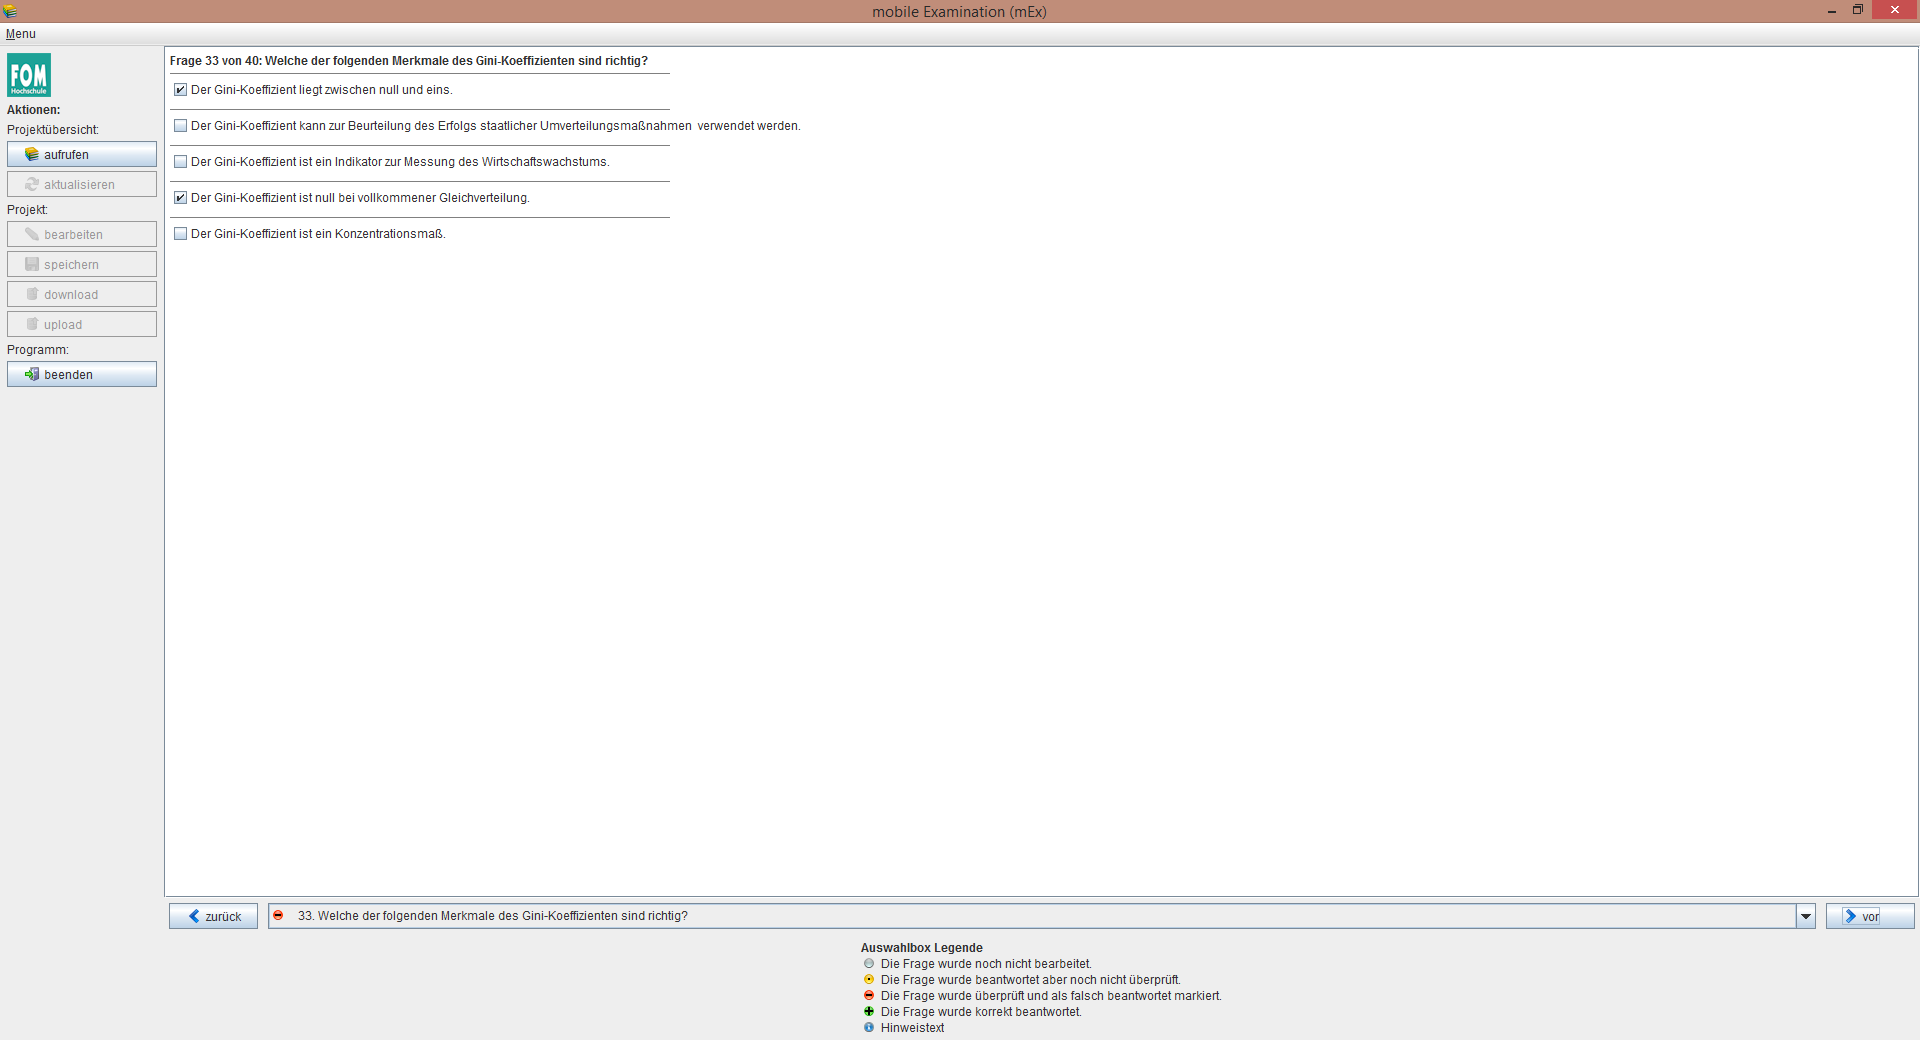 mobile Examination (mEx)
Menu
FOM
Hochschule
Aktionen:
Projektübersicht:
aufrufen
aktualisieren
Projekt:
bearbeiten
speichern
download
upload
Programm:
beenden
Frage 33 von 40: Welche der folgenden Merkmale des Gini-Koeffizienten sind richtig?
Der Gini-Koeffizient liegt zwischen null und eins.
Der Gini-Koeffizient kann zur Beurteilung des Erfolgs staatlicher Umverteilungsmaßnahmen verwendet werden.
Der Gini-Koeffizient ist ein Indikator zur Messung des Wirtschaftswachstums.
Der Gini-Koeffizient ist null bei vollkommener Gleichverteilung.
Der Gini-Koeffizient ist ein Konzentrationsmaß.
zurück
33. Welche der folgenden Merkmale des Gini-Koeffizienten sind richtig?
vor
Auswahlbox Legende
Die Frage wurde noch nicht bearbeitet.
Die Frage wurde beantwortet aber noch nicht überprüft.
Die Frage wurde überprüft und als falsch beantwortet markiert.
Die Frage wurde korrekt beantwortet.
Hinweistext